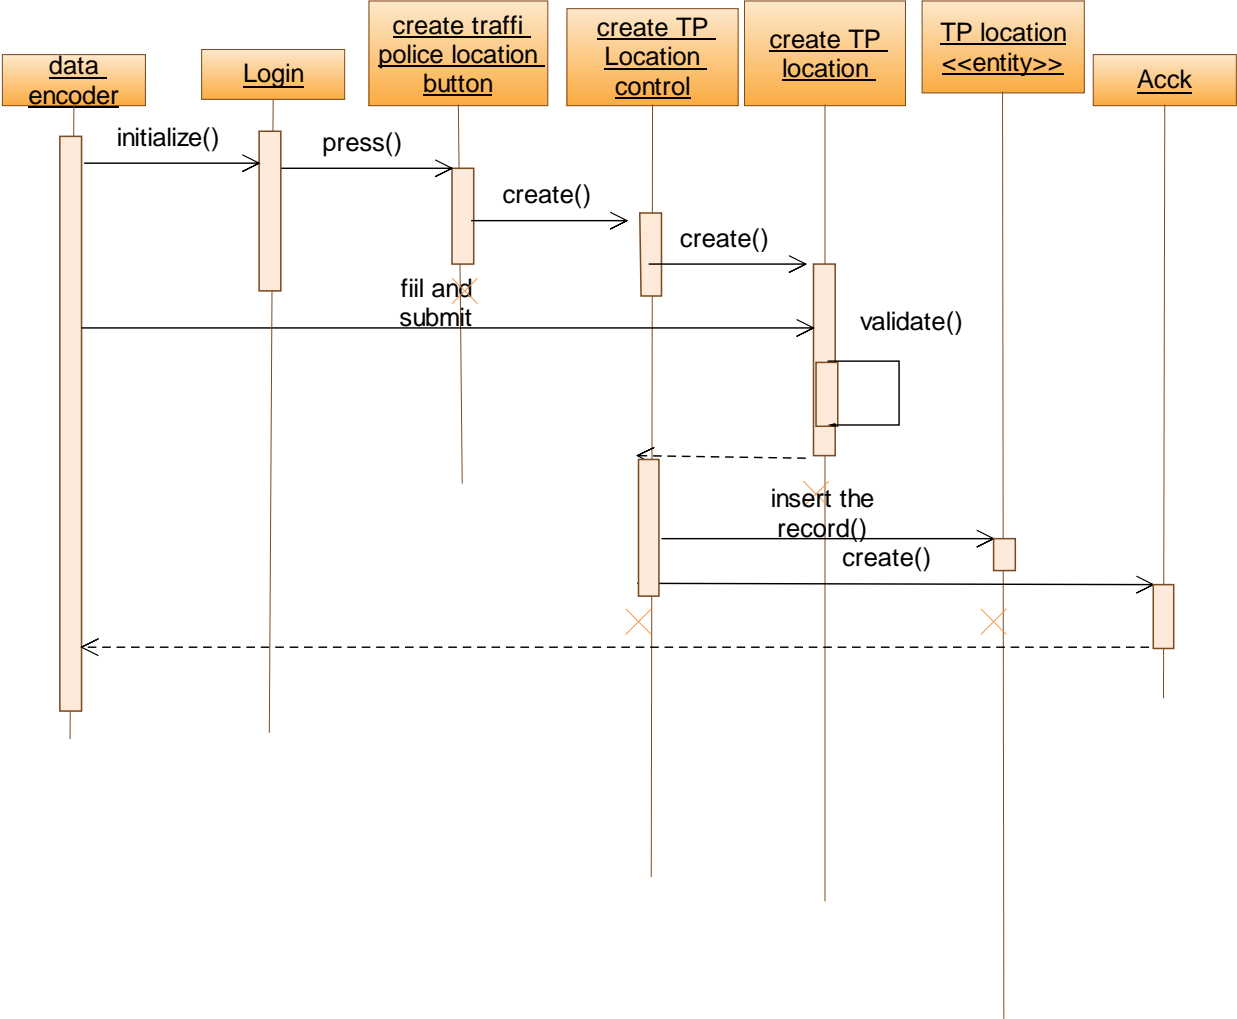 data
encoder
Login
create traffi
police location
button
create TP
Location
control
create TP
location
TP location
<<entity>>
Acck
initialize()
press()
create()
create()
fiil and
submit
validate()
insert the
record()
create()